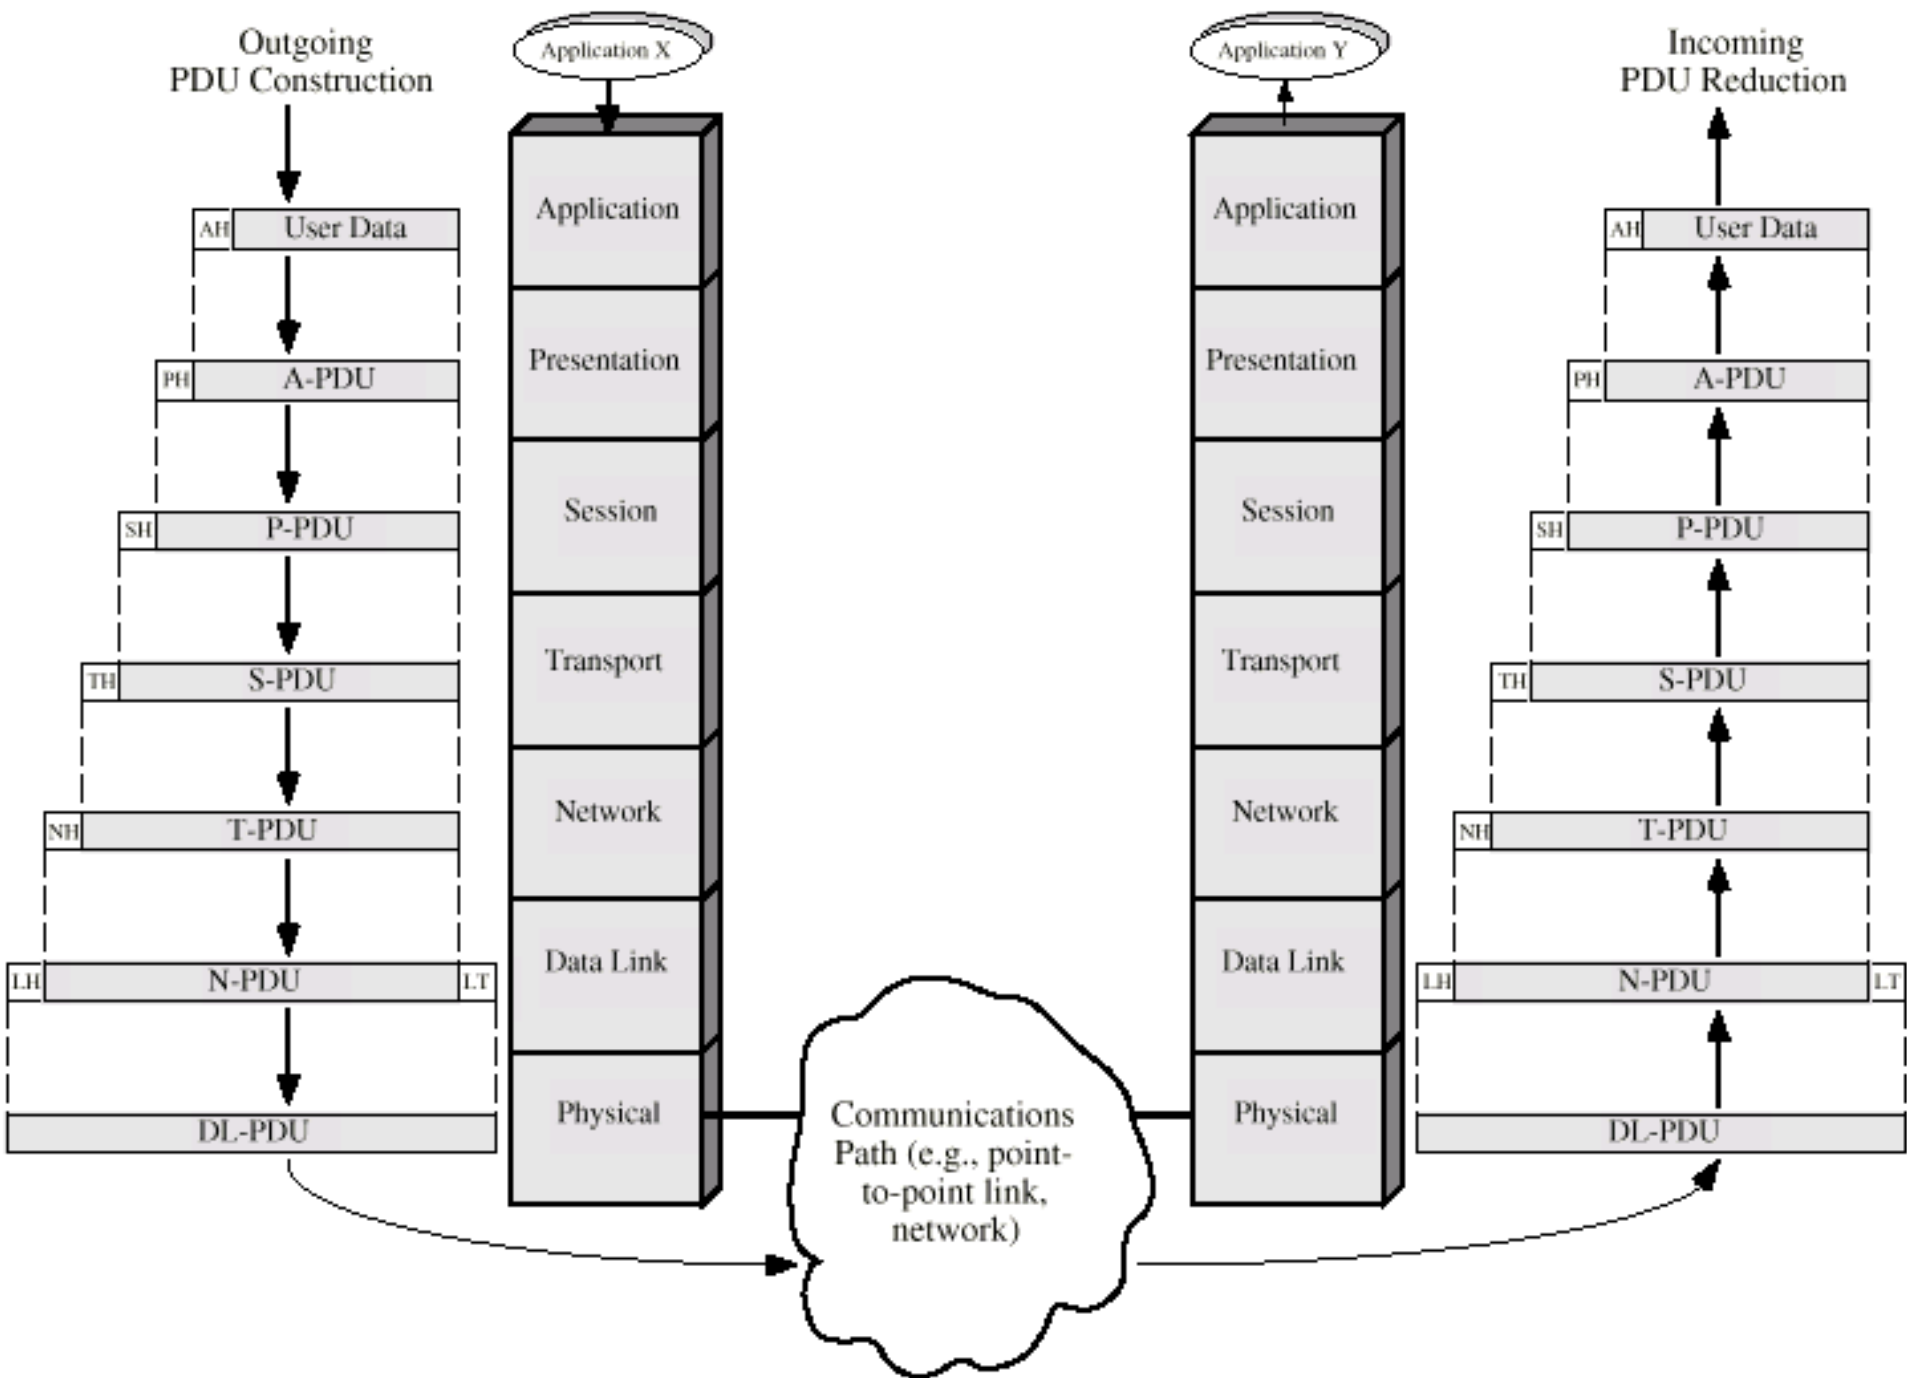 Outgoing
PDU Construction
Application X
Application Y
Incoming
PDU Reduction
AH User Data
Application
Application
AH User Data
PH A-PDU
Presentation
Presentation
PH A-PDU
SH P-PDU
Session
Session
SH P-PDU
TH S-PDU
Transport
Transport
TH S-PDU
NH T-PDU
Network
Network
NH T-PDU
LH N-PDU LT
Data Link
Data Link
LH N-PDU LT
DL-PDU
Physical
Communications
Path (e.g., point-
to-point link,
network)
Physical
DL-PDU